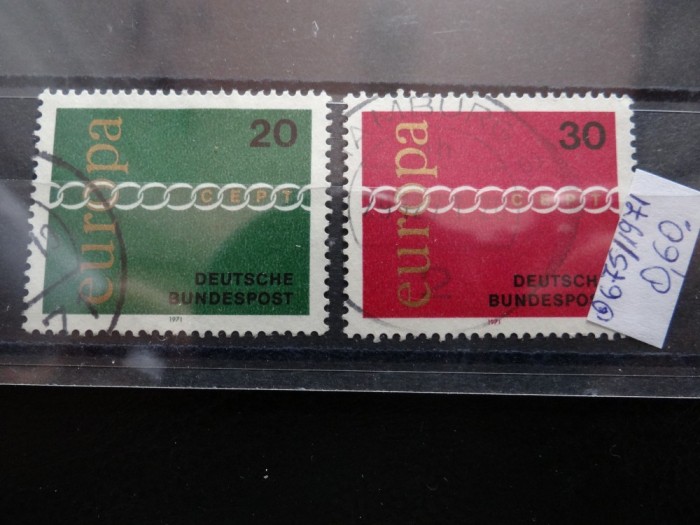 europa
20
CEPT
DEUTSCHE
BUNDESPOST
1971
europa
30
CEPT
DEUTSCHE
BUNDESPOST
1971
675/1971
0,60.